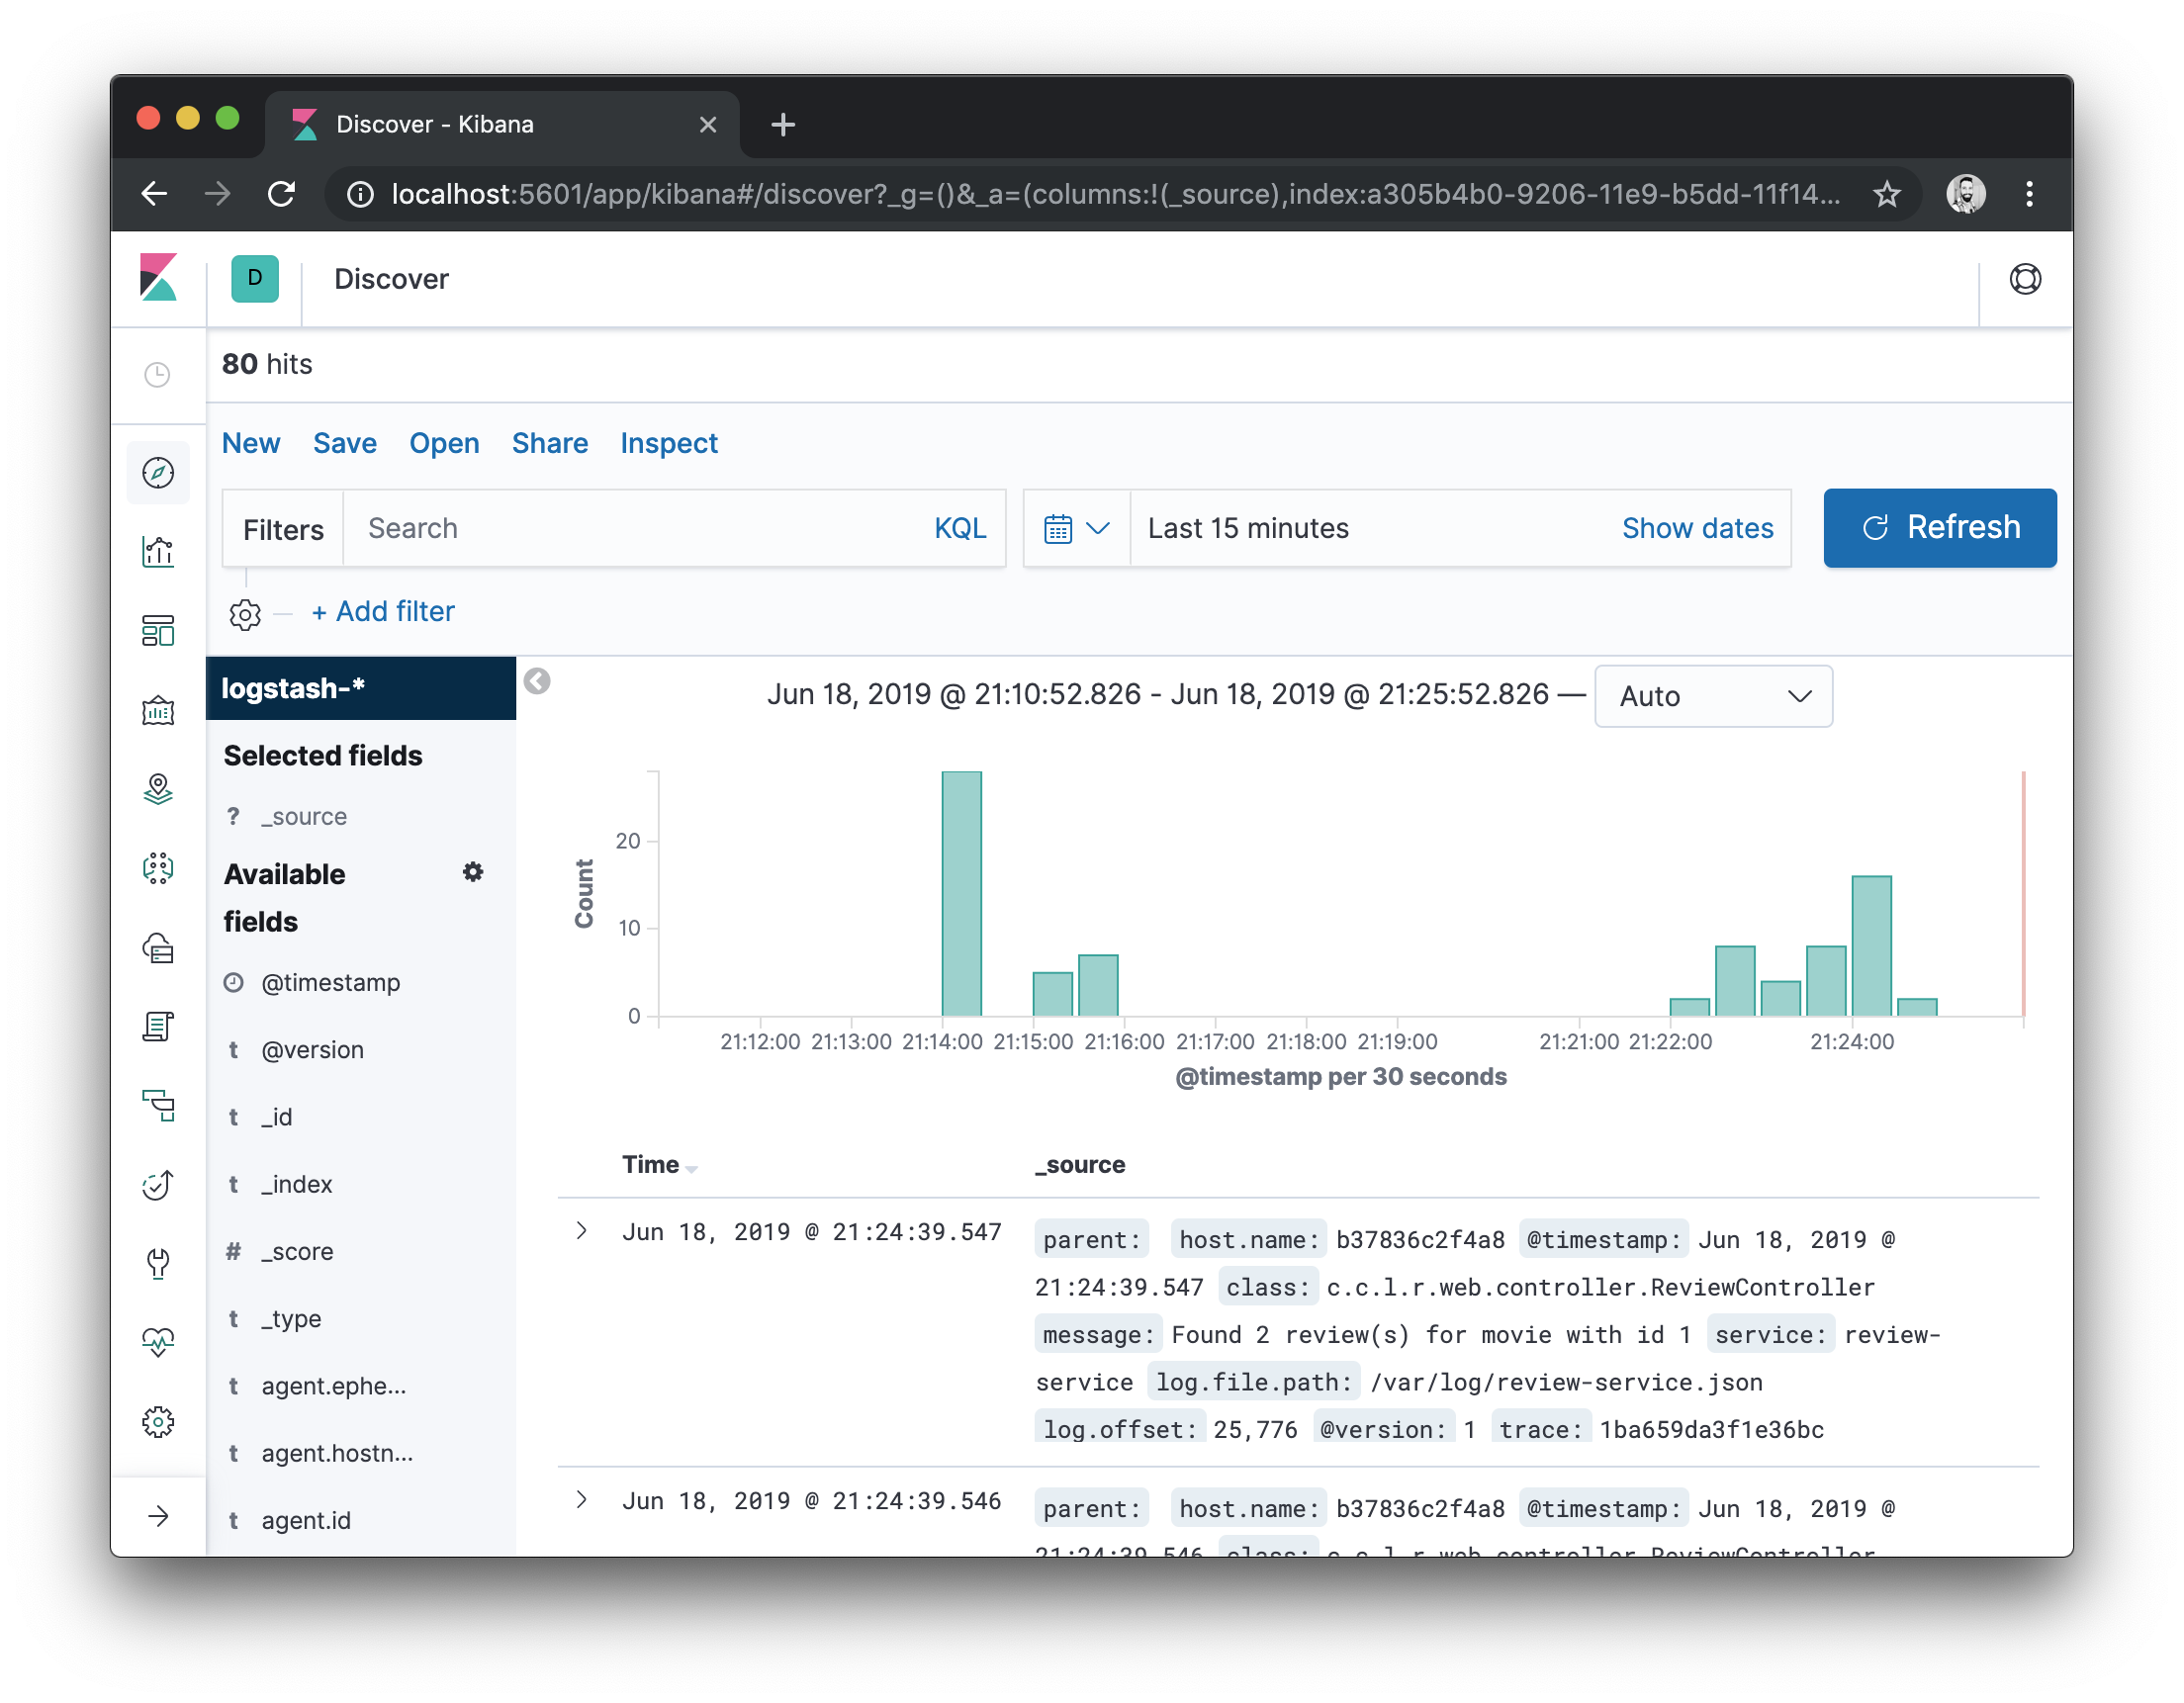 Discover - Kibana
localhost:5601/app/kibana#/discover?_g=()&_a=(columns:!(_source),index:a305b4b0-9206-11e9-b5dd-11f14...
D Discover
80 hits
New Save Open Share Inspect
Filters Search KQL Last 15 minutes Show dates Refresh
+ Add filter
logstash-*
Selected fields
? _source
Available
fields
@timestamp
t @version
t _id
t _index
# _score
t _type
t agent.ephe...
t agent.hostn...
t agent.id
Jun 18, 2019 @ 21:10:52.826 - Jun 18, 2019 @ 21:25:52.826 — Auto
Count
20
10
0
21:12:00 21:13:00 21:14:00 21:15:00 21:16:00 21:17:00 21:18:00 21:19:00 21:21:00 21:22:00 21:24:00
@timestamp per 30 seconds
Time _source
Jun 18, 2019 @ 21:24:39.547 parent: host.name: b37836c2f4a8 @timestamp: Jun 18, 2019 @
21:24:39.547 class: c.c.l.r.web.controller.ReviewController
message: Found 2 review(s) for movie with id 1 service: review-
service log.file.path: /var/log/review-service.json
log.offset: 25,776 @version: 1 trace: 1ba659da3f1e36bc
Jun 18, 2019 @ 21:24:39.546 parent: host.name: b37836c2f4a8 @timestamp: Jun 18, 2019 @
21:24:39.546 class: c.c.l.r.web.controller.ReviewController